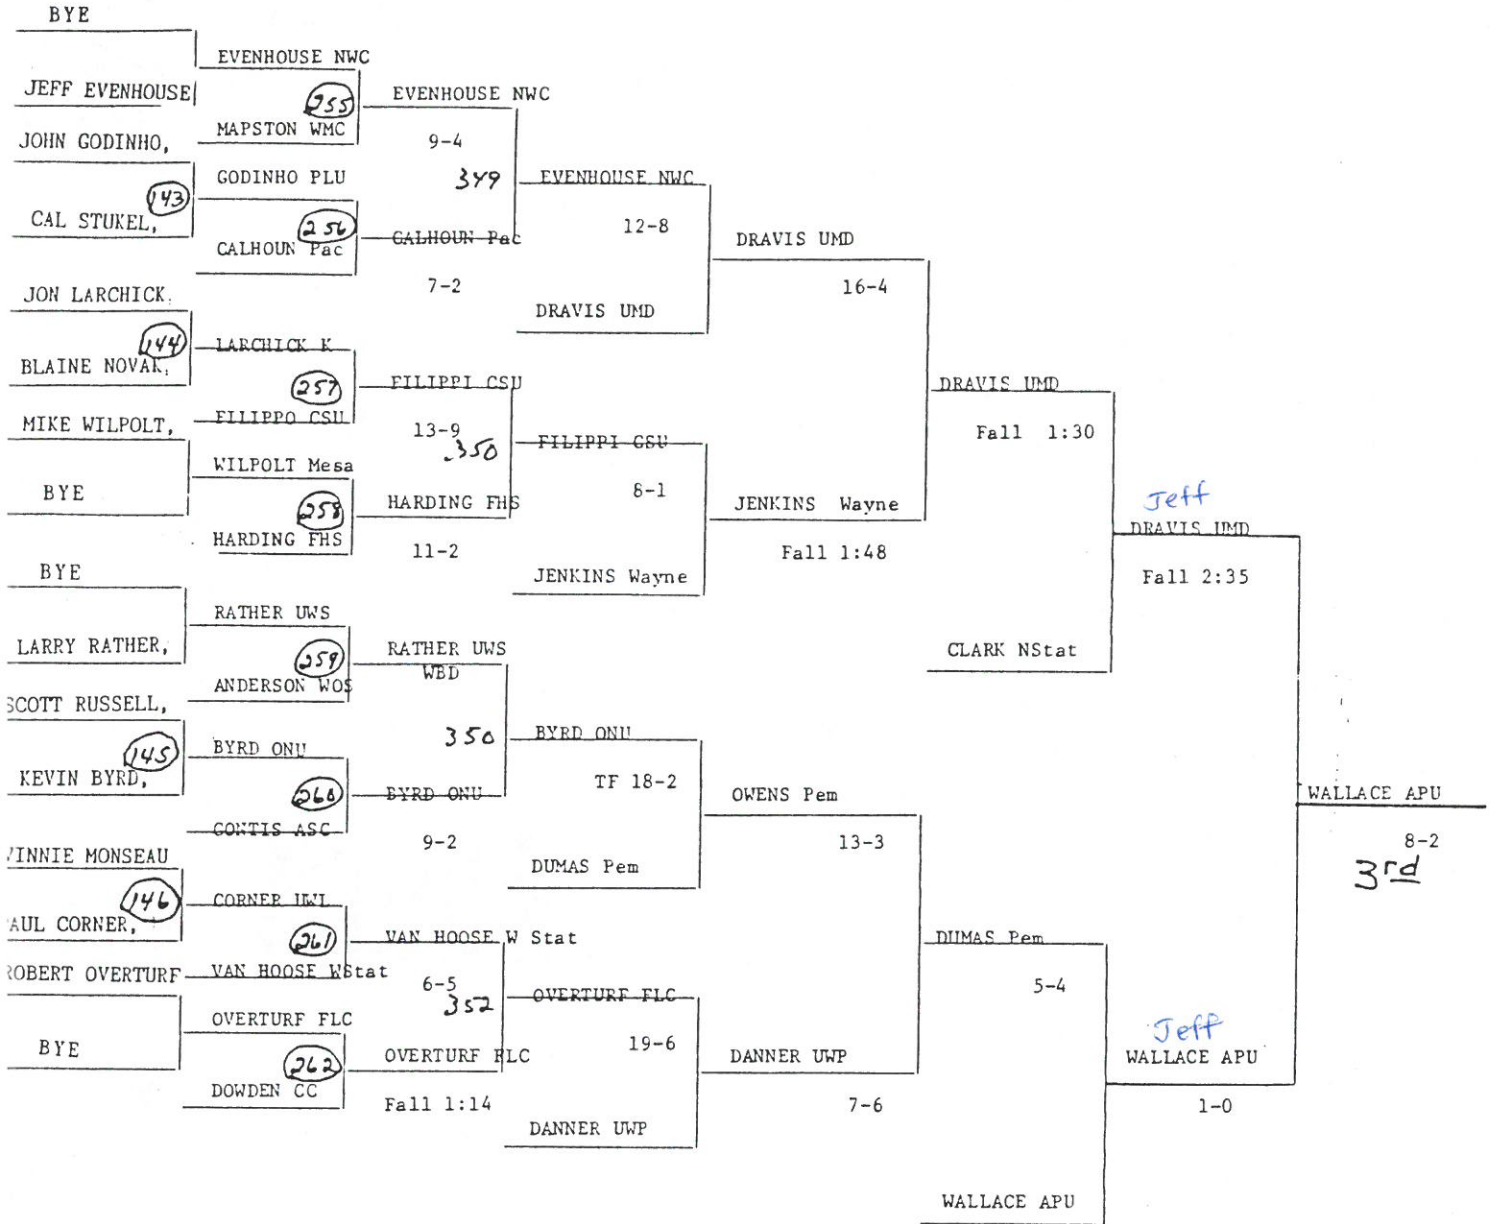 BYE
EVENHOUSE NWC
JEFF EVENHOUSE
255
EVENHOUSE NWC
MAPSTON WMC
JOHN GODINHO,
9-4
GODINHO PLU
349
EVENHOUSE NWC
143
CAL STUKEL,
256
CALHOUN Pac
CALHOUN Pac
12-8
DRAVIS UMD
7-2
16-4
JON LARCHICK,
DRAVIS UMD
144
LARCHICK K
BLAINE NOVAK,
257
FILIPPI CSU
DRAVIS UMD
MIKE WILPOLT,
FILIPPO CSU
13-9
Fall 1:30
350
FILIPPI CSU
WILPOLT Mesa
BYE
8-1
HARDING FHS
258
JENKINS Wayne
Jeff
DRAVIS UMD
HARDING FHS
11-2
Fall 1:48
BYE
JENKINS Wayne
Fall 2:35
RATHER UWS
LARRY RATHER,
259
RATHER UWS
WBD
CLARK NStat
ANDERSON WOS
SCOTT RUSSELL,
350
BYRD ONU
145
BYRD ONU
KEVIN BYRD,
260
BYRD ONU
TF 18-2
OWENS Pem
WALLACE APU
CONTIS ASC
9-2
13-3
8-2
3rd
VINNIE MONSEAU
DUMAS Pem
146
CORNER UWL
PAUL CORNER,
261
VAN HOOSE W Stat
DUMAS Pem
ROBERT OVERTURF
VAN HOOSE WStat
6-5
5-4
352
OVERTURF FLC
OVERTURF FLC
BYE
19-6
Jeff
262
OVERTURF FLC
DANNER UWP
WALLACE APU
DOWDEN CC
Fall 1:14
7-6
1-0
DANNER UWP
WALLACE APU